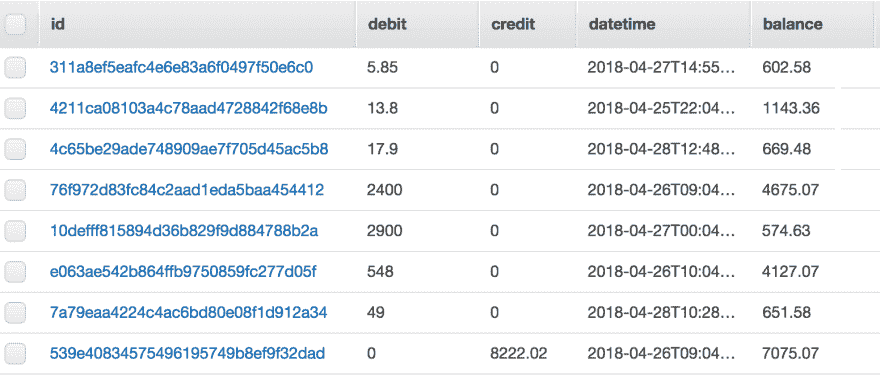 id debit credit datetime balance
311a8ef5eafc4e6e83a6f0497f50e6c0 5.85 0 2018-04-27T14:55... 602.58
4211ca08103a4c78aad4728842f68e8b 13.8 0 2018-04-25T22:04... 1143.36
4c65be29ade748909ae7f705d45ac5b8 17.9 0 2018-04-28T12:48... 669.48
76f972d83fc84c2aad1eda5baa454412 2400 0 2018-04-26T09:04... 4675.07
10defff815894d36b829f9d884788b2a 2900 0 2018-04-27T00:04... 574.63
e063ae542b864ffb9750859fc277d05f 548 0 2018-04-26T10:04... 4127.07
7a79eaa4224c4ac6bd80e08f1d912a34 49 0 2018-04-28T10:28... 651.58
539e40834575496195749b8ef9f32dad 0 8222.02 2018-04-26T09:04... 7075.07